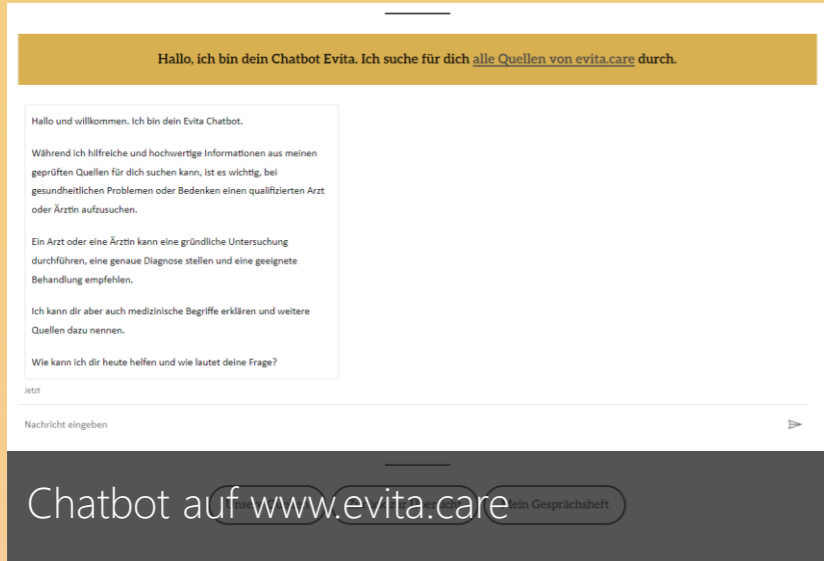 Hallo, ich bin dein Chatbot Evita. Ich suche für dich alle Quellen von evita.care durch.
Hallo und willkommen. Ich bin dein Evita Chatbot.
Während ich hilfreiche und hochwertige Informationen aus meinen
geprüften Quellen für dich suchen kann, ist es wichtig, bei
gesundheitlichen Problemen oder Bedenken einen qualifizierten Arzt
oder Ärztin aufzusuchen.
Ein Arzt oder eine Ärztin kann eine gründliche Untersuchung
durchführen, eine genaue Diagnose stellen und eine geeignete
Behandlung empfehlen.
Ich kann dir aber auch medizinische Begriffe erklären und weitere
Quellen dazu nennen.
Wie kann ich dir heute helfen und wie lautet deine Frage?
Jetzt
Nachricht eingeben
Chatbot auf www.evita.care
Gesprächsheft